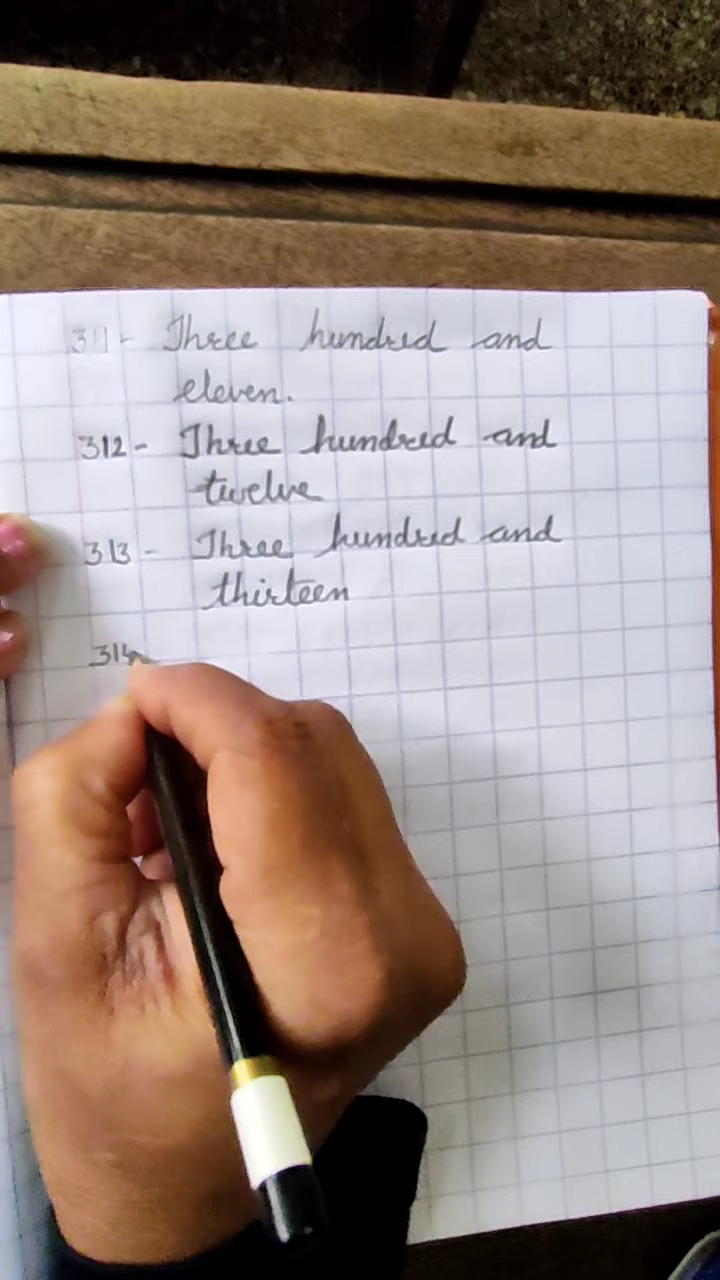 311- Three hundred and
eleven.
312- Three hundred and
twelve
313- Three hundred and
thirteen
314